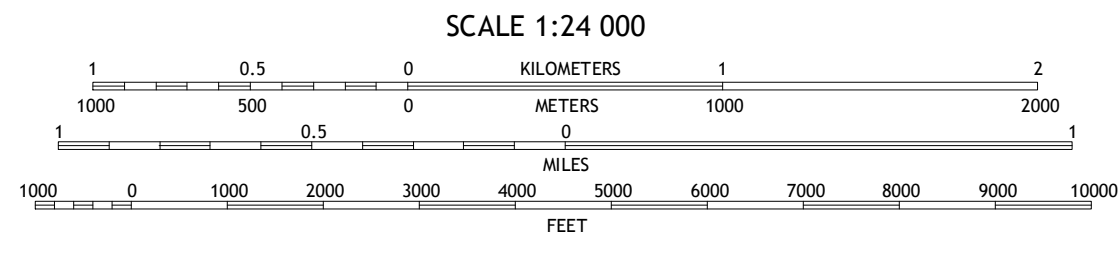 SCALE 1:24 000
1 0.5 0 KILOMETERS 1 2
1000 500 0 METERS 1000 2000
1 0.5 0 1
MILES
1000 0 1000 2000 3000 4000 5000 6000 7000 8000 9000 10000
FEET